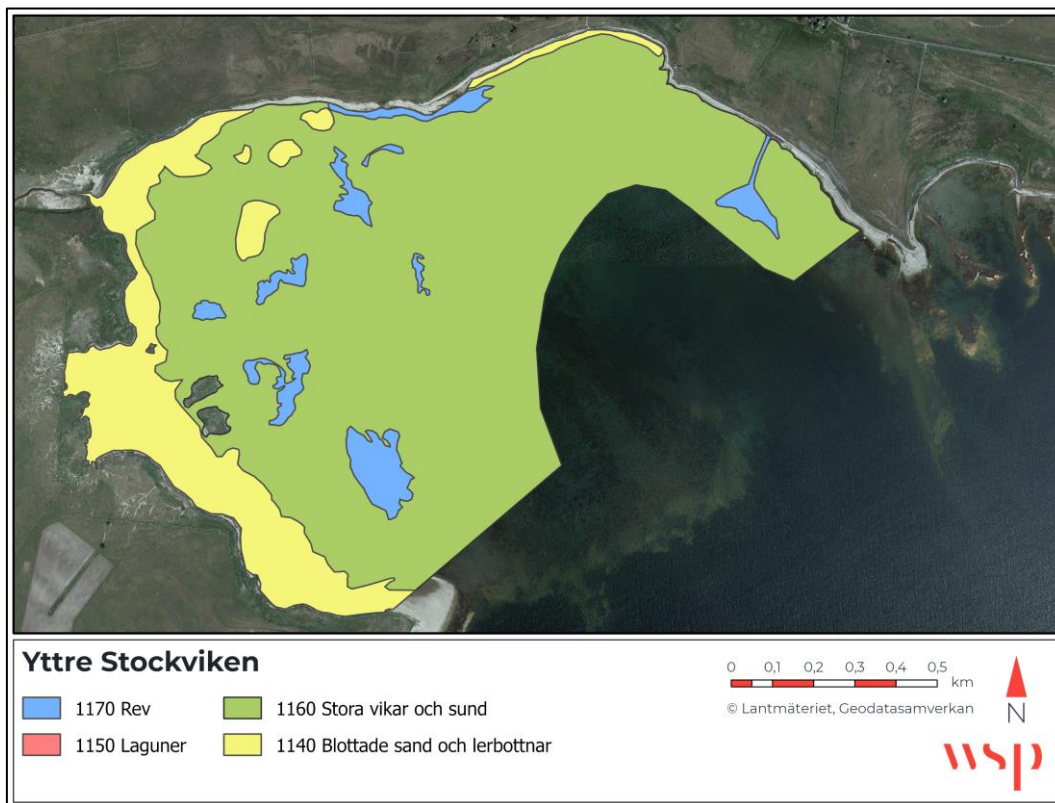 Yttre Stockviken
1170 Rev
1160 Stora vikar och sund
1150 Laguner
1140 Blottade sand och lerbottnar
0 0,1 0,2 0,3 0,4 0,5
km
© Lantmäteriet, Geodatasamverkan
N
wsp